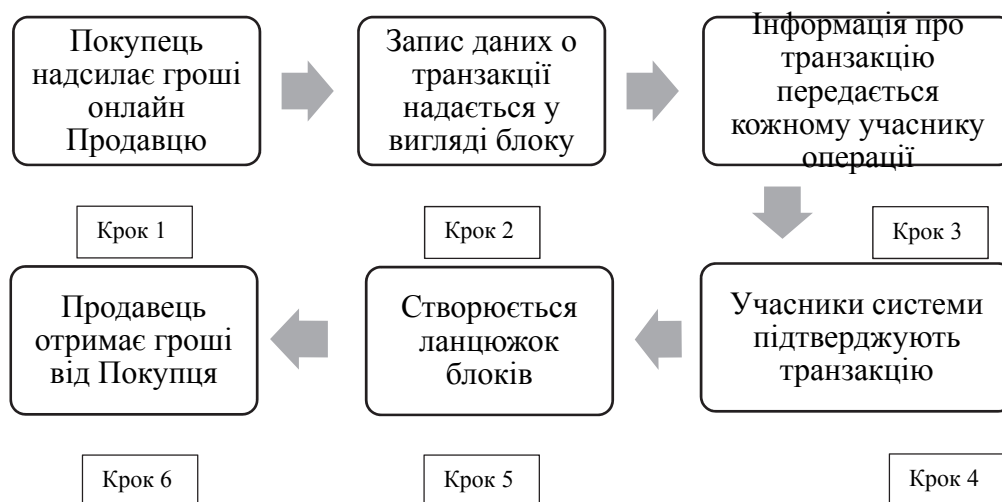 Покупець
надсилає гроші
онлайн
Продавцю
Запис даних о
транзакції
надається у
вигляді блоку
Інформація про
транзакцію
передається
кожному учаснику
операції
Крок 1
Крок 2
Крок 3
Учасники системи
підтверджують
транзакцію
Створюється
ланцюжок
блоків
Продавець
отримає гроші
від Покупця
Крок 4
Крок 5
Крок 6